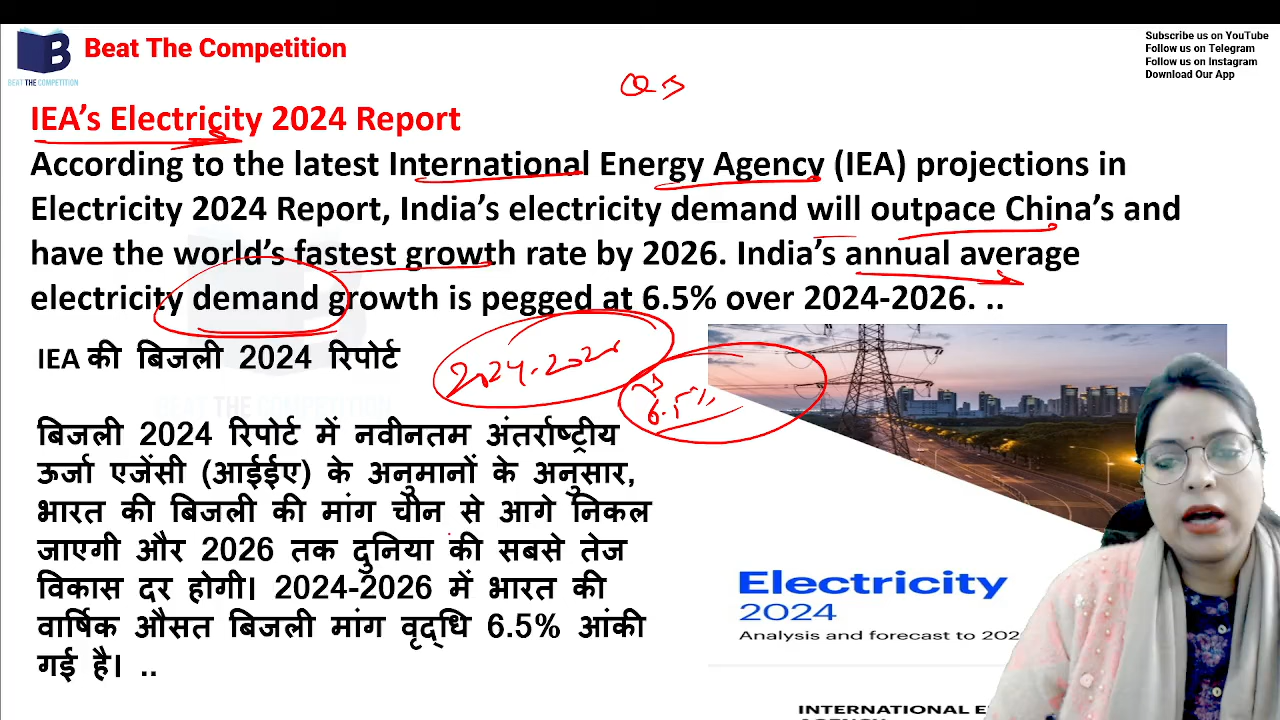 Beat The Competition
BEAT THE COMPETITION
Subscribe us on YouTube
Follow us on Telegram
Follow us on Instagram
Download Our App
IEA's Electricity 2024 Report
According to the latest International Energy Agency (IEA) projections in
Electricity 2024 Report, India's electricity demand will outpace China's and
have the world's fastest growth rate by 2026. India's annual average
electricity demand growth is pegged at 6.5% over 2024-2026. ..
IEA की बिजली 2024 रिपोर्ट
2024-2026
6.5%
BEAT THE COMPETITION
बिजली 2024 रिपोर्ट में नवीनतम अंतर्राष्ट्रीय
ऊर्जा एजेंसी (आईईए) के अनुमानों के अनुसार,
भारत की बिजली की मांग चीन से आगे निकल
जाएगी और 2026 तक दुनिया की सबसे तेज
विकास दर होगी। 2024-2026 में भारत की
वार्षिक औसत बिजली मांग वृद्धि 6.5% आंकी
गई है। ..
Electricity
2024
Analysis and forecast to 202
INTERNATIONAL